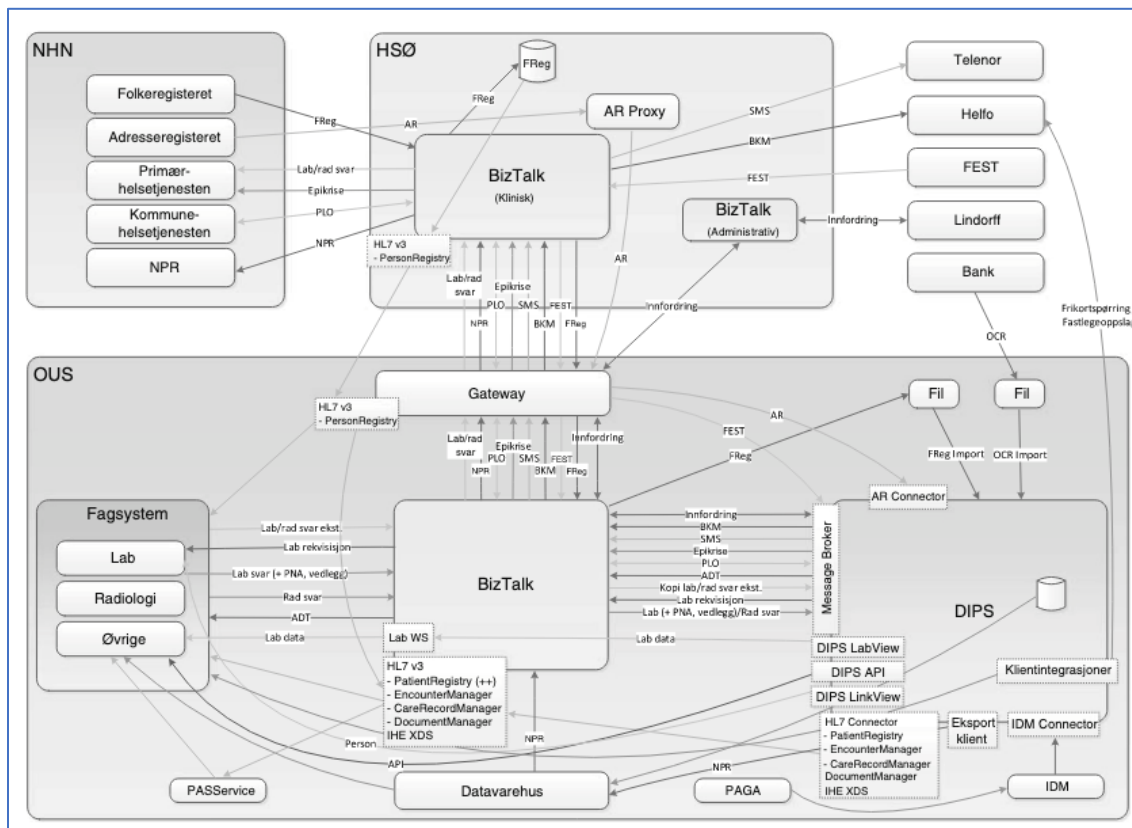 NHN
Folkeregisteret
Adresseregisteret
Primær-
helsetjenesten
Kommune-
helsetjenesten
NPR
FReg
AR
Lab/rad svar
Epikrise
PLO
NPR
HSØ
FReg
FReg
AR Proxy
BizTalk
(Klinisk)
BizTalk
(Administrativ)
HL7 v3
- PersonRegistry
AR
SMS
BKM
FEST
Innfordring
Telenor
Helfo
FEST
Lindorff
Bank
Frikortspørring
Fastlegeoppslag
OCR
Lab/rad
svar
NPR
PLO
Epikrise
SMS
BKM
FEST
FReg
Innfordring
OUS
Gateway
HL7 v3
- PersonRegistry
Lab/rad
svar
NPR
PLO
Epikrise
SMS
BKM
FEST
FReg
Innfordring
FReg
FEST
AR
Fil
Fil
FReg Import
OCR Import
AR Connector
Fagsystem
Lab
Radiologi
Øvrige
Lab/rad svar ekst.
Lab rekvisisjon
Lab svar (+ PNA, vedlegg)
Rad svar
ADT
Lab data
BizTalk
Lab WS
HL7 v3
- PatientRegistry (++)
- EncounterManager
- CareRecordManager
- DocumentManager
IHE XDS
Innfordring
BKM
SMS
Epikrise
PLO
ADT
Kopi lab/rad svar ekst.
Lab rekvisisjon
Lab (+ PNA, vedlegg)/Rad svar
Lab data
Message Broker
DIPS
DIPS LabView
DIPS API
DIPS LinkView
Klientintegrasjoner
HL7 Connector
- PatientRegistry
- EncounterManager
- CareRecordManager
DocumentManager
IHE XDS
Eksport
klient
IDM Connector
Person
API
NPR
NPR
PASService
Datavarehus
PAGA
IDM